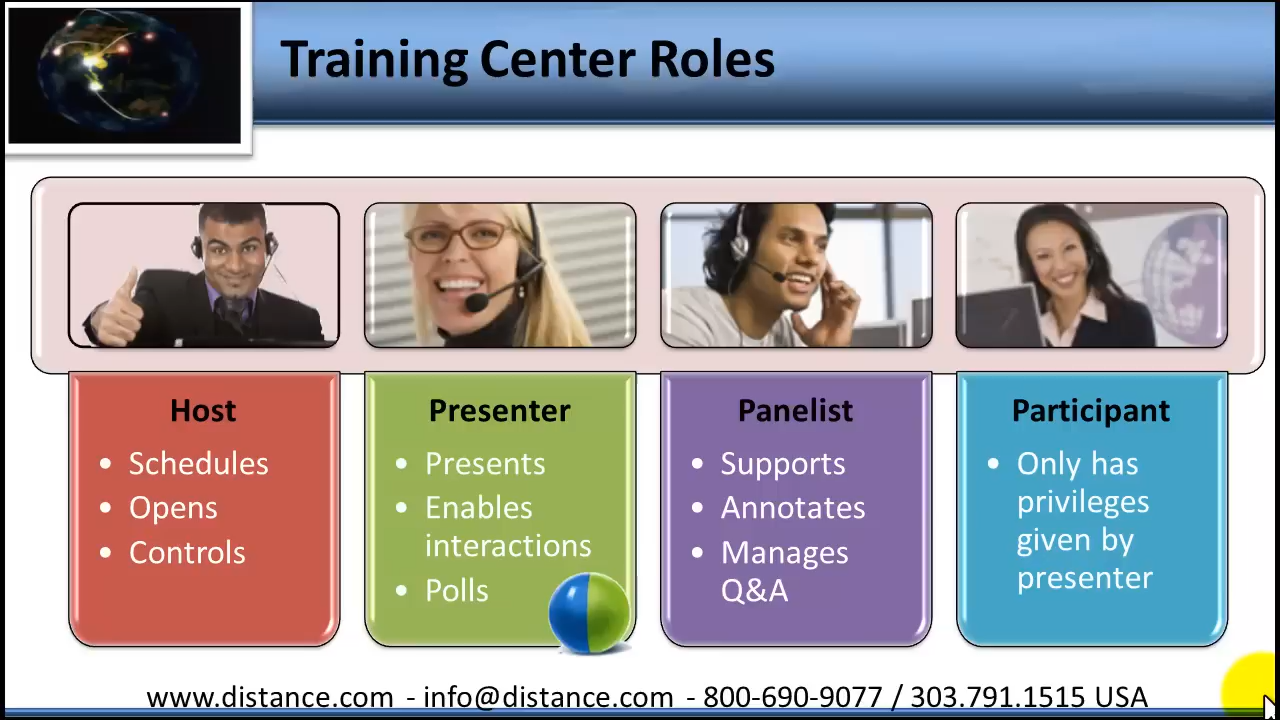 Training Center Roles
Host
• Schedules
• Opens
• Controls
Presenter
• Presents
• Enables
interactions
• Polls
Panelist
• Supports
• Annotates
• Manages
Q&A
Participant
• Only has
privileges
given by
presenter
www.distance.com - info@distance.com - 800-690-9077 / 303.791.1515 USA